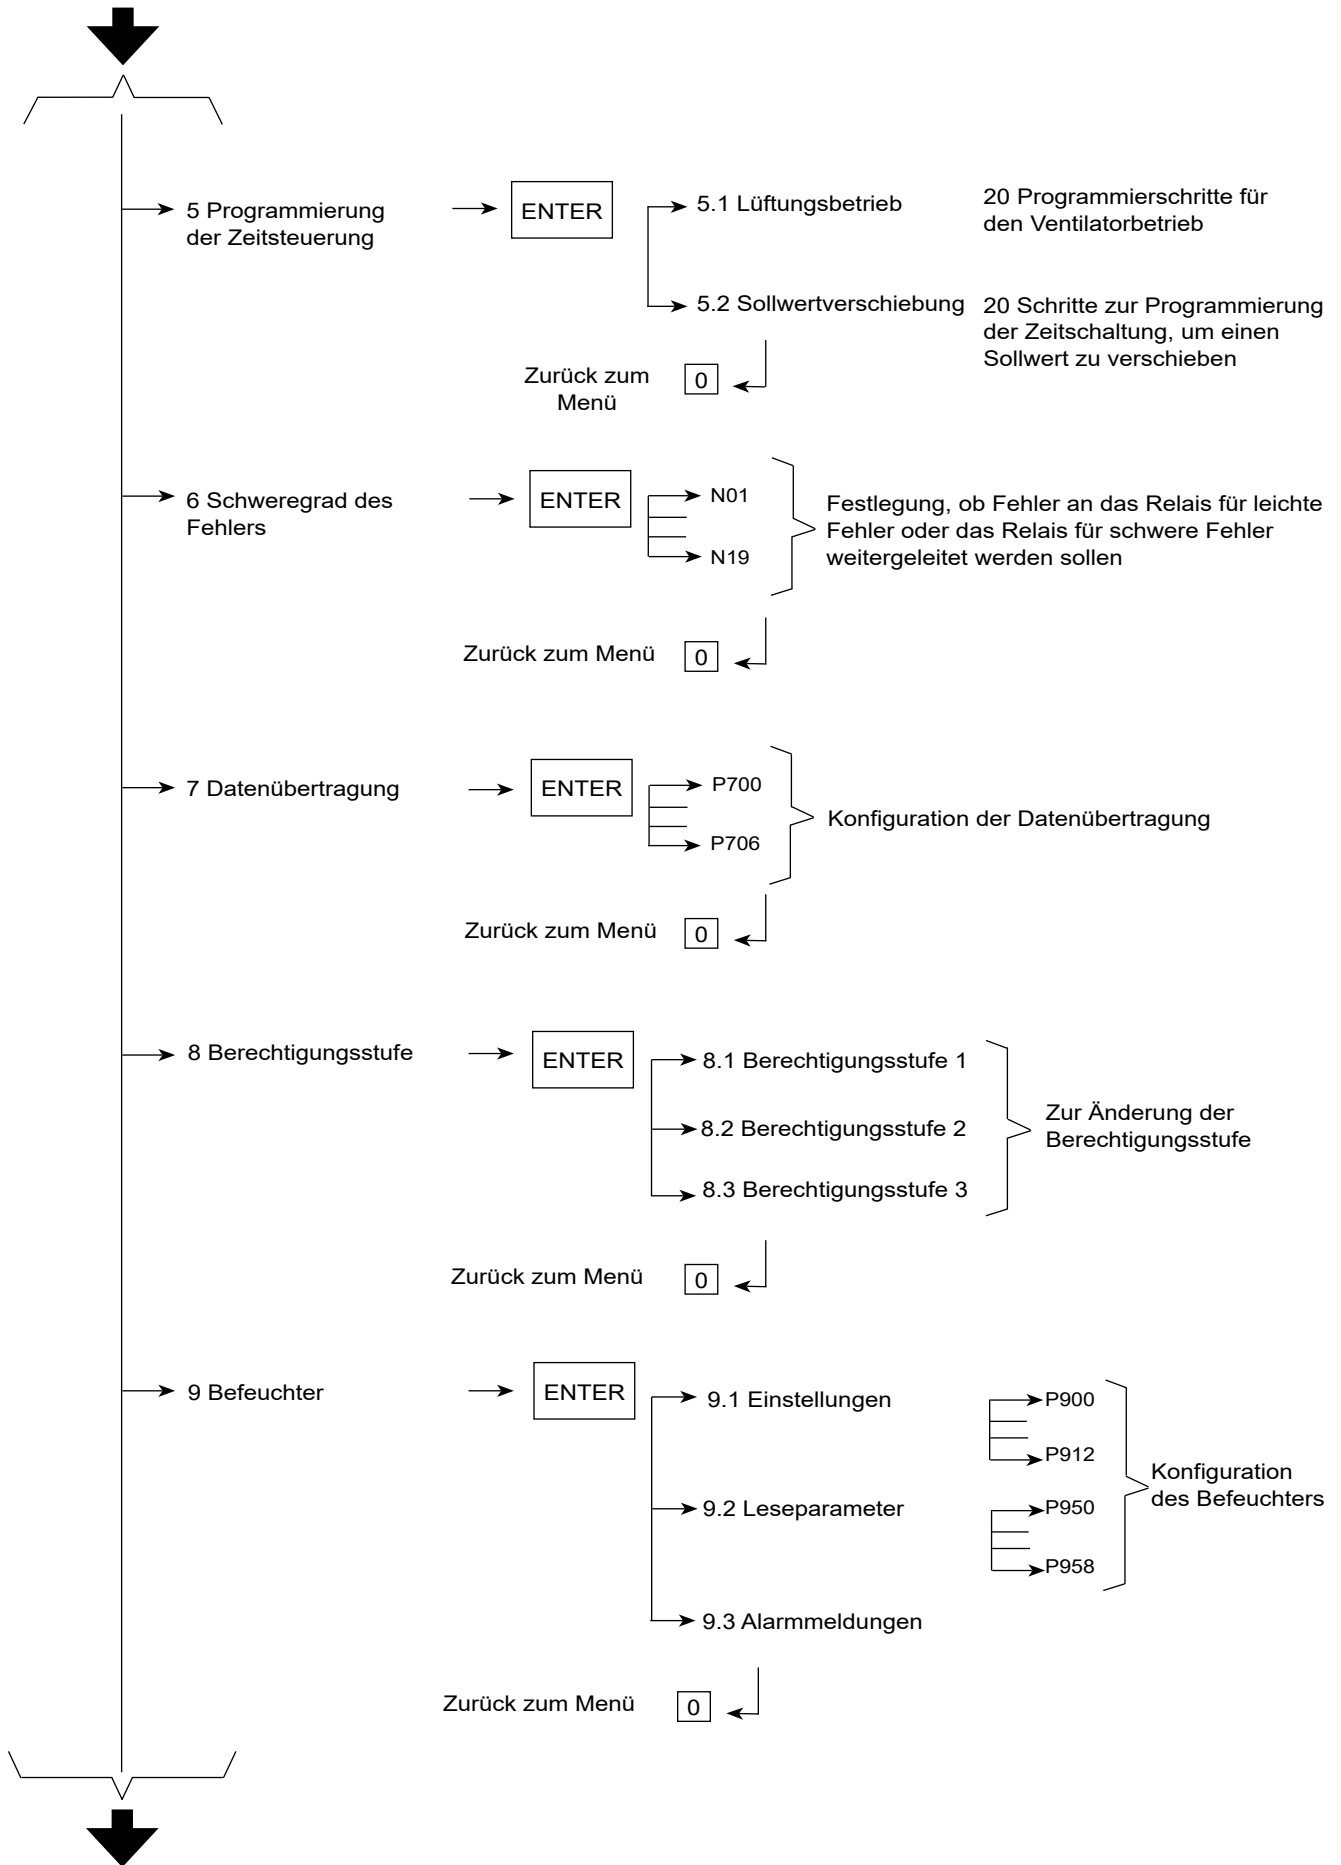 5 Programmierung
der Zeitsteuerung
ENTER
5.1 Lüftungsbetrieb
20 Programmierschritte für
den Ventilatorbetrieb
5.2 Sollwertverschiebung
20 Schritte zur Programmierung
der Zeitschaltung, um einen
Sollwert zu verschieben
Zurück zum
Menü
0
6 Schweregrad des
Fehlers
ENTER
N01
N19
Festlegung, ob Fehler an das Relais für leichte
Fehler oder das Relais für schwere Fehler
weitergeleitet werden sollen
Zurück zum Menü
0
7 Datenübertragung
ENTER
P700
P706
Konfiguration der Datenübertragung
Zurück zum Menü
0
8 Berechtigungsstufe
ENTER
8.1 Berechtigungsstufe 1
8.2 Berechtigungsstufe 2
8.3 Berechtigungsstufe 3
Zur Änderung der
Berechtigungsstufe
Zurück zum Menü
0
9 Befeuchter
ENTER
9.1 Einstellungen
P900
P912
9.2 Leseparameter
P950
P958
Konfiguration
des Befeuchters
9.3 Alarmmeldungen
Zurück zum Menü
0